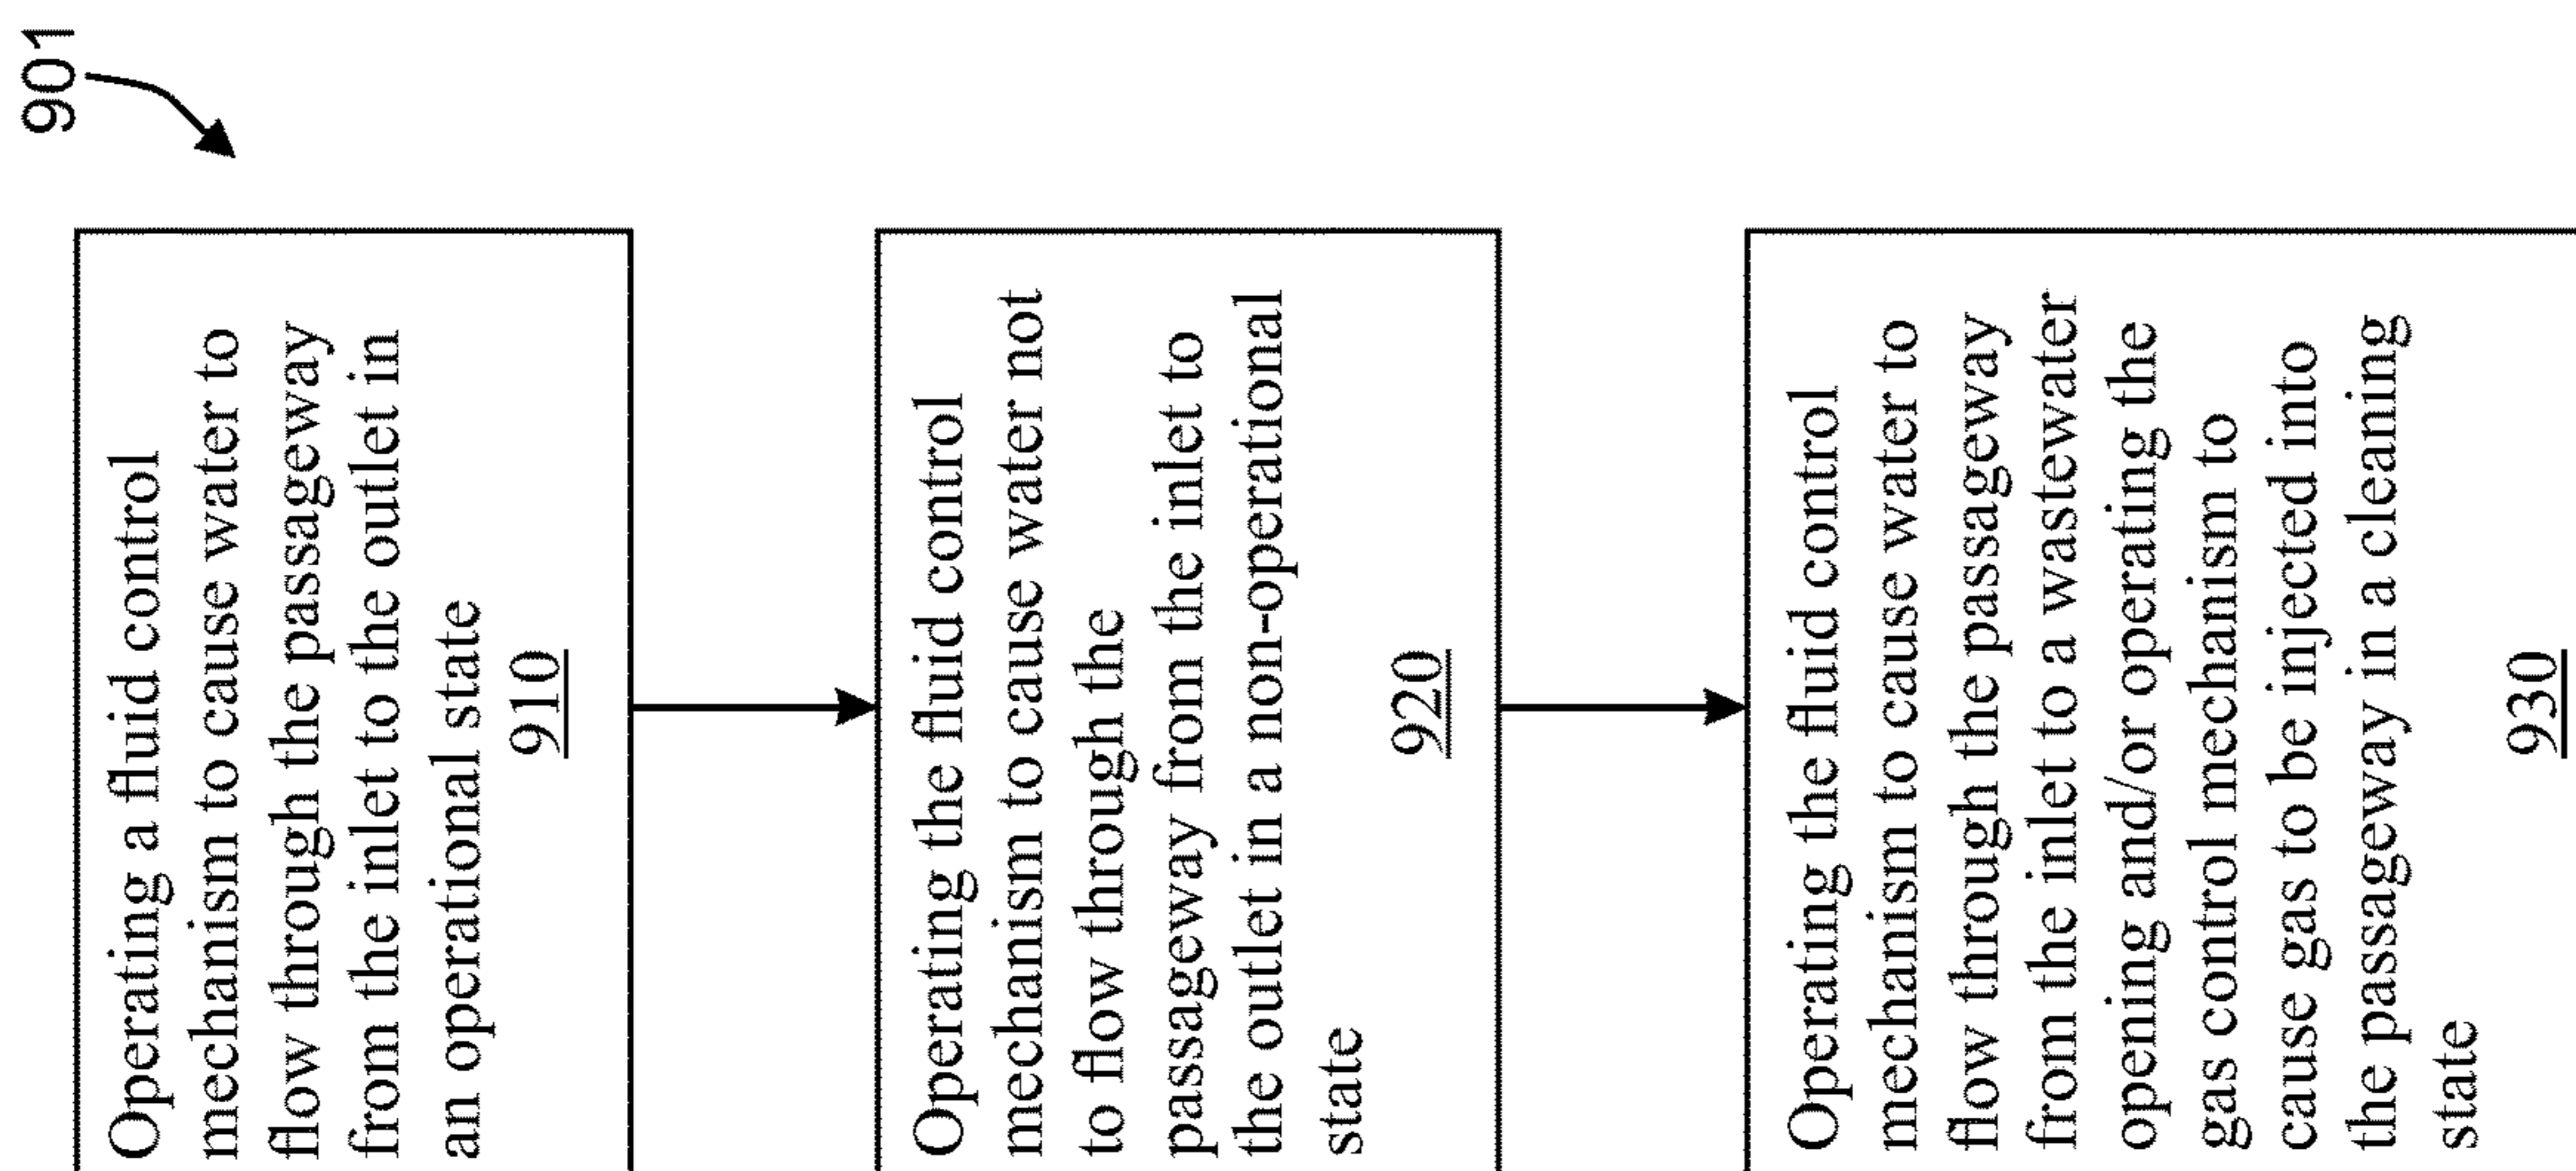 901
Operating a fluid control
mechanism to cause water to
flow through the passageway
from the inlet to the outlet in
an operational state
910
Operating the fluid control
mechanism to cause water not
to flow through the
passageway from the inlet to
the outlet in a non-operational
state
920
Operating the fluid control
mechanism to cause water to
flow through the passageway
from the inlet to a wastewater
opening and/or operating the
gas control mechanism to
cause gas to be injected into
the passageway in a cleaning
state
930